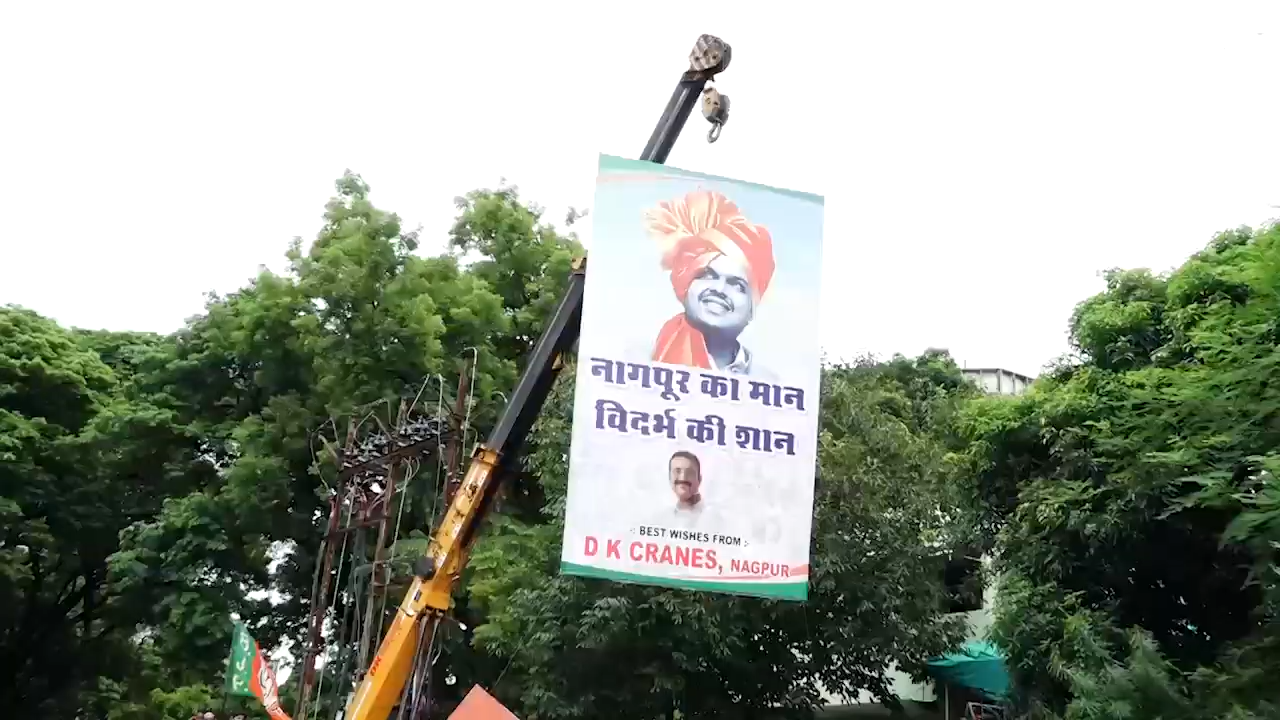 नागपूर का मान
विदर्भ की शान
-: BEST WISHES FROM :-
D K CRANES, NAGPUR